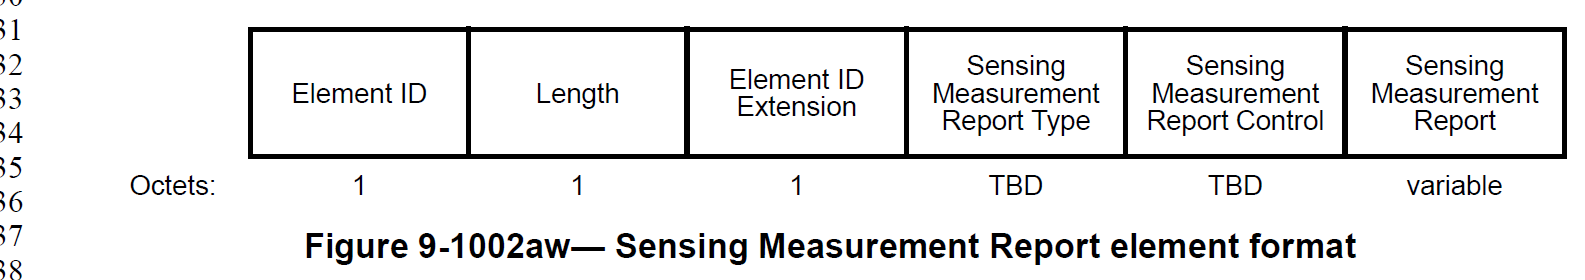 31
32
33
34
35
36
37
38
Element ID
Length
Element ID
Extension
Sensing
Measurement
Report Type
Sensing
Measurement
Report Control
Sensing
Measurement
Report
Octets: 1 1 1 TBD TBD variable
Figure 9-1002aw— Sensing Measurement Report element format